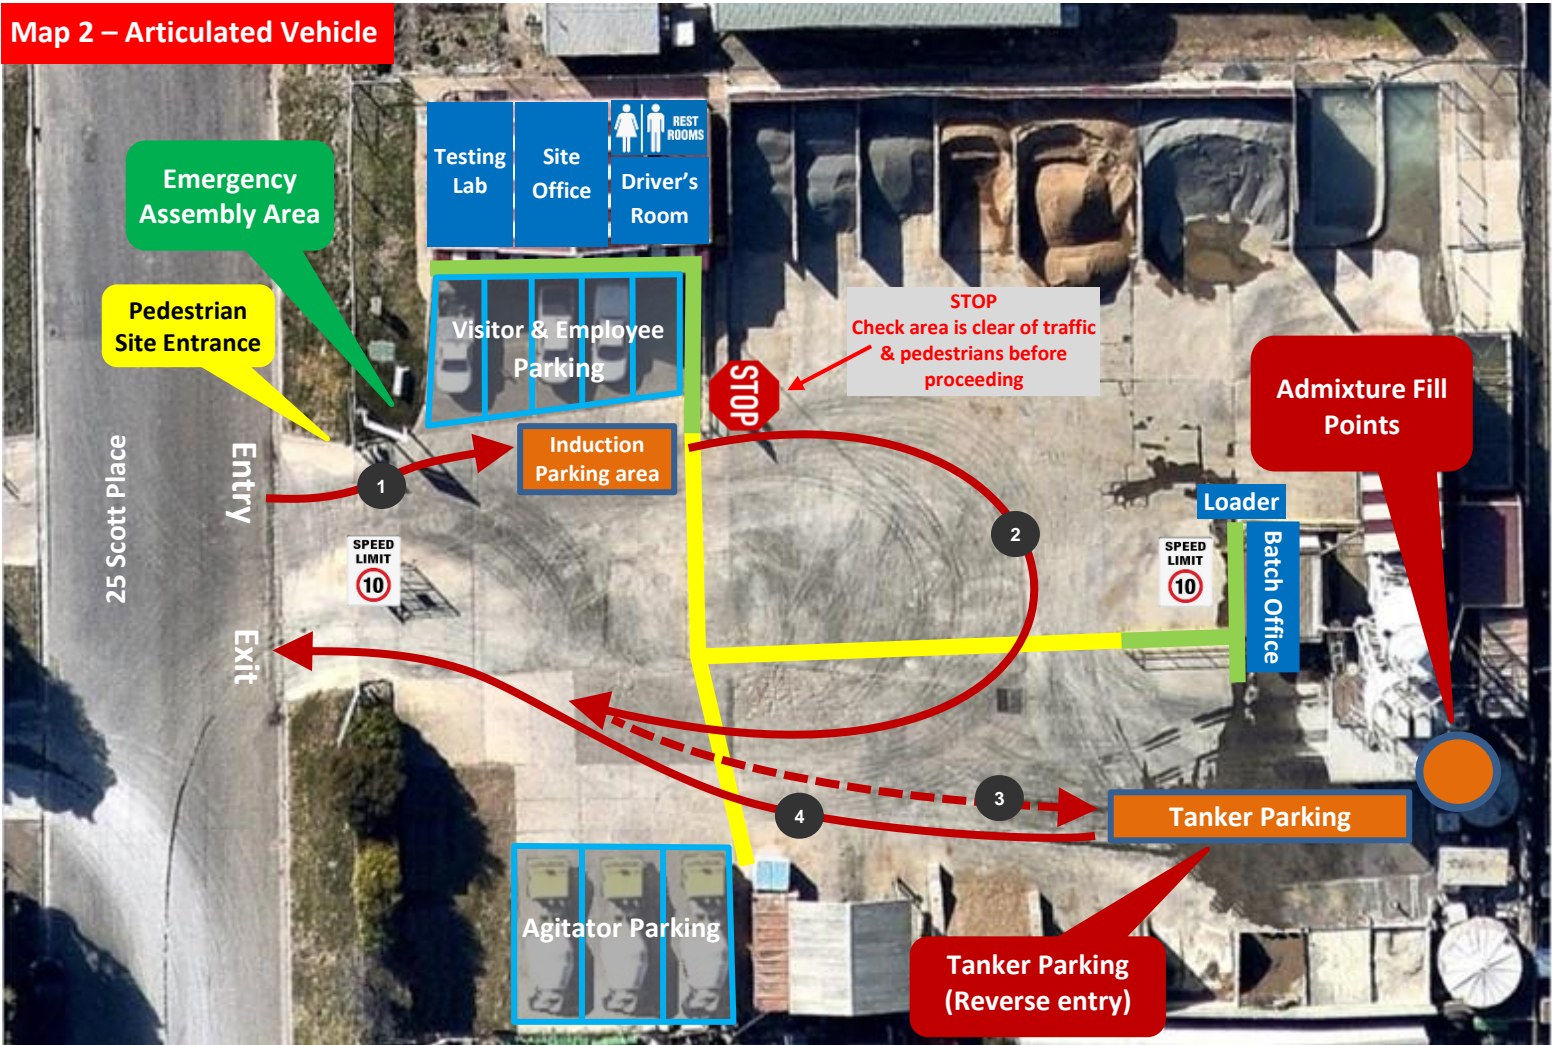 Map 2 – Articulated Vehicle
Testing
Lab
Site
Office
REST
ROOMS
Driver's
Room
Emergency
Assembly Area
Pedestrian
Site Entrance
Visitor & Employee
Parking
STOP
STOP
Check area is clear of traffic
& pedestrians before
proceeding
Admixture Fill
Points
Induction
Parking area
25 Scott Place
Entry
1
2
Loader
Batch Office
SPEED
LIMIT
10
SPEED
LIMIT
10
Exit
3
4
Tanker Parking
Agitator Parking
Tanker Parking
(Reverse entry)